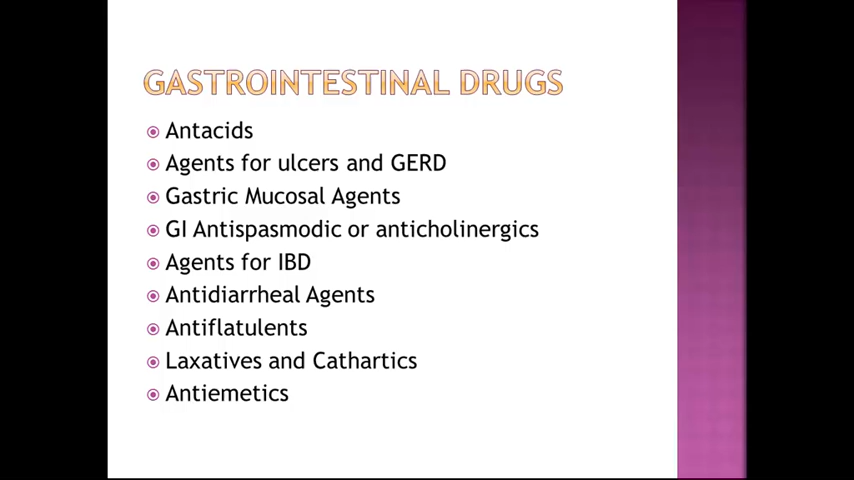 GASTROINTESTINAL DRUGS
Antacids
Agents for ulcers and GERD
Gastric Mucosal Agents
GI Antispasmodic or anticholinergics
Agents for IBD
Antidiarrheal Agents
Antiflatulents
Laxatives and Cathartics
Antiemetics